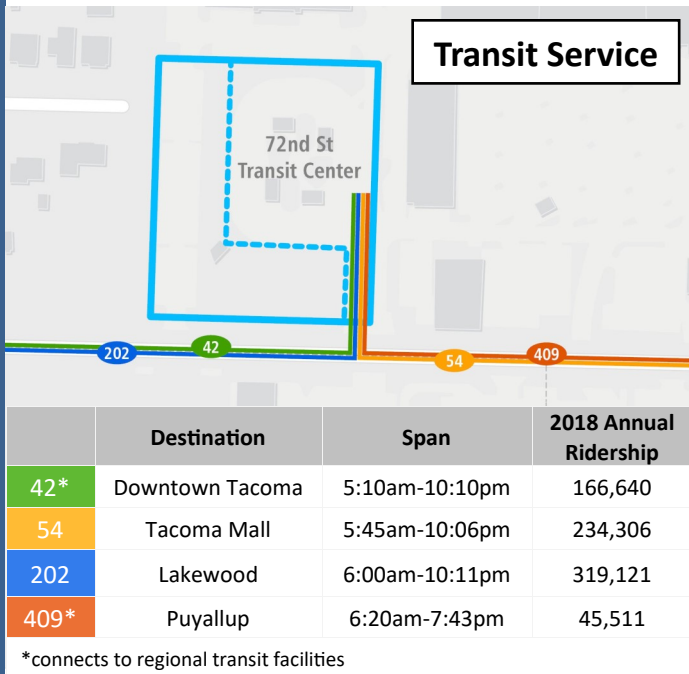 Transit Service
72nd St
Transit Center
202
42
54
409
Destination
Span
2018 Annual
Ridership
42*
Downtown Tacoma
5:10am-10:10pm
166,640
54
Tacoma Mall
5:45am-10:06pm
234,306
202
Lakewood
6:00am-10:11pm
319,121
409*
Puyallup
6:20am-7:43pm
45,511
*connects to regional transit facilities